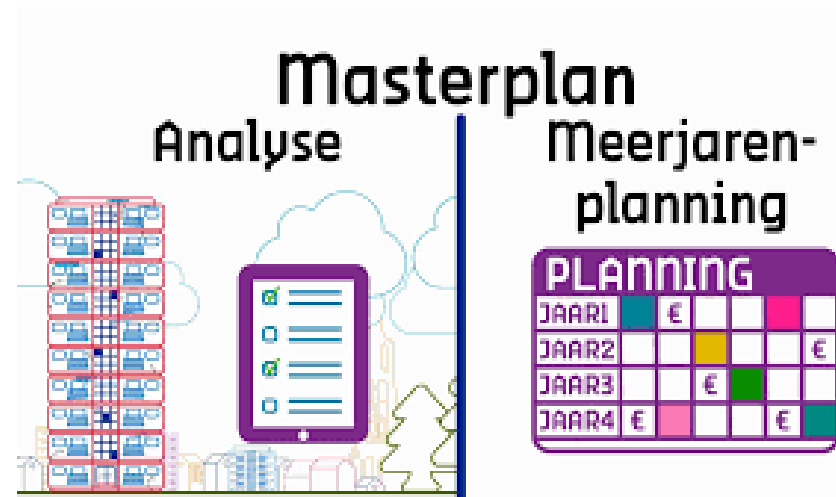 Masterplan
Analyse
Meerjaren-
planning
PLANNING
JAAR1 €
JAAR2 €
JAAR3 €
JAAR4 € €